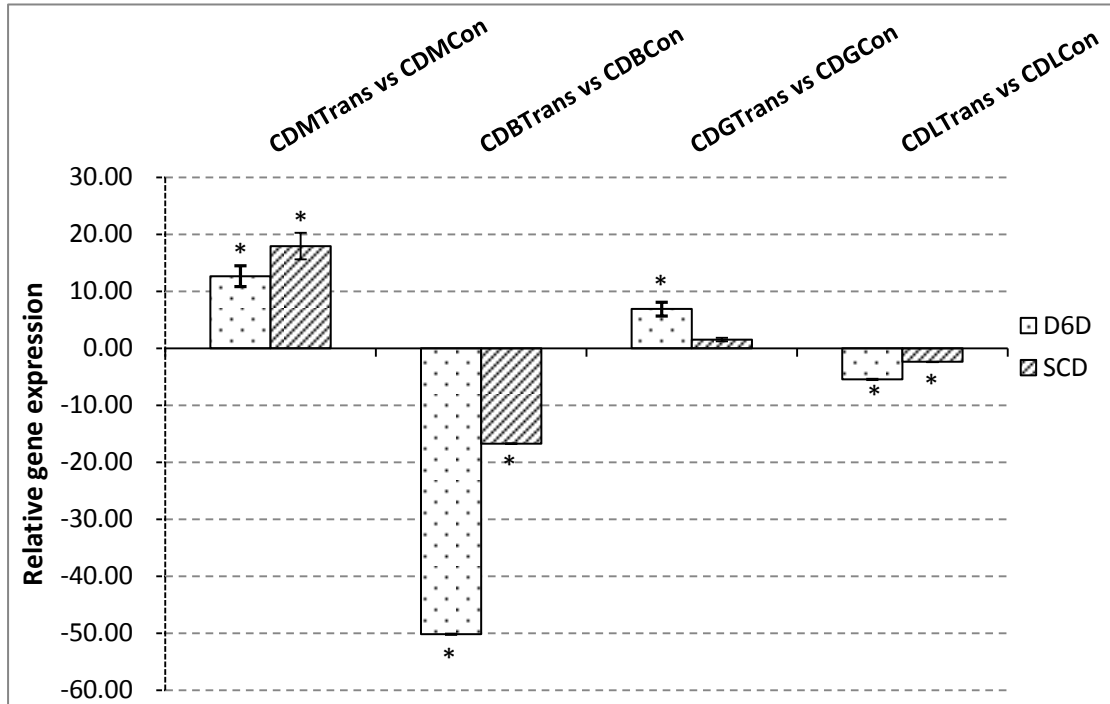 CDMTrans vs CDMCon
CDBTrans vs CDBCon
CDGTrans vs CDGCon
CDLTrans vs CDLCon
Relative gene expression
30.00
20.00
10.00
0.00
-10.00
-20.00
-30.00
-40.00
-50.00
-60.00
*
*
*
*
*
*
*
D6D
SCD